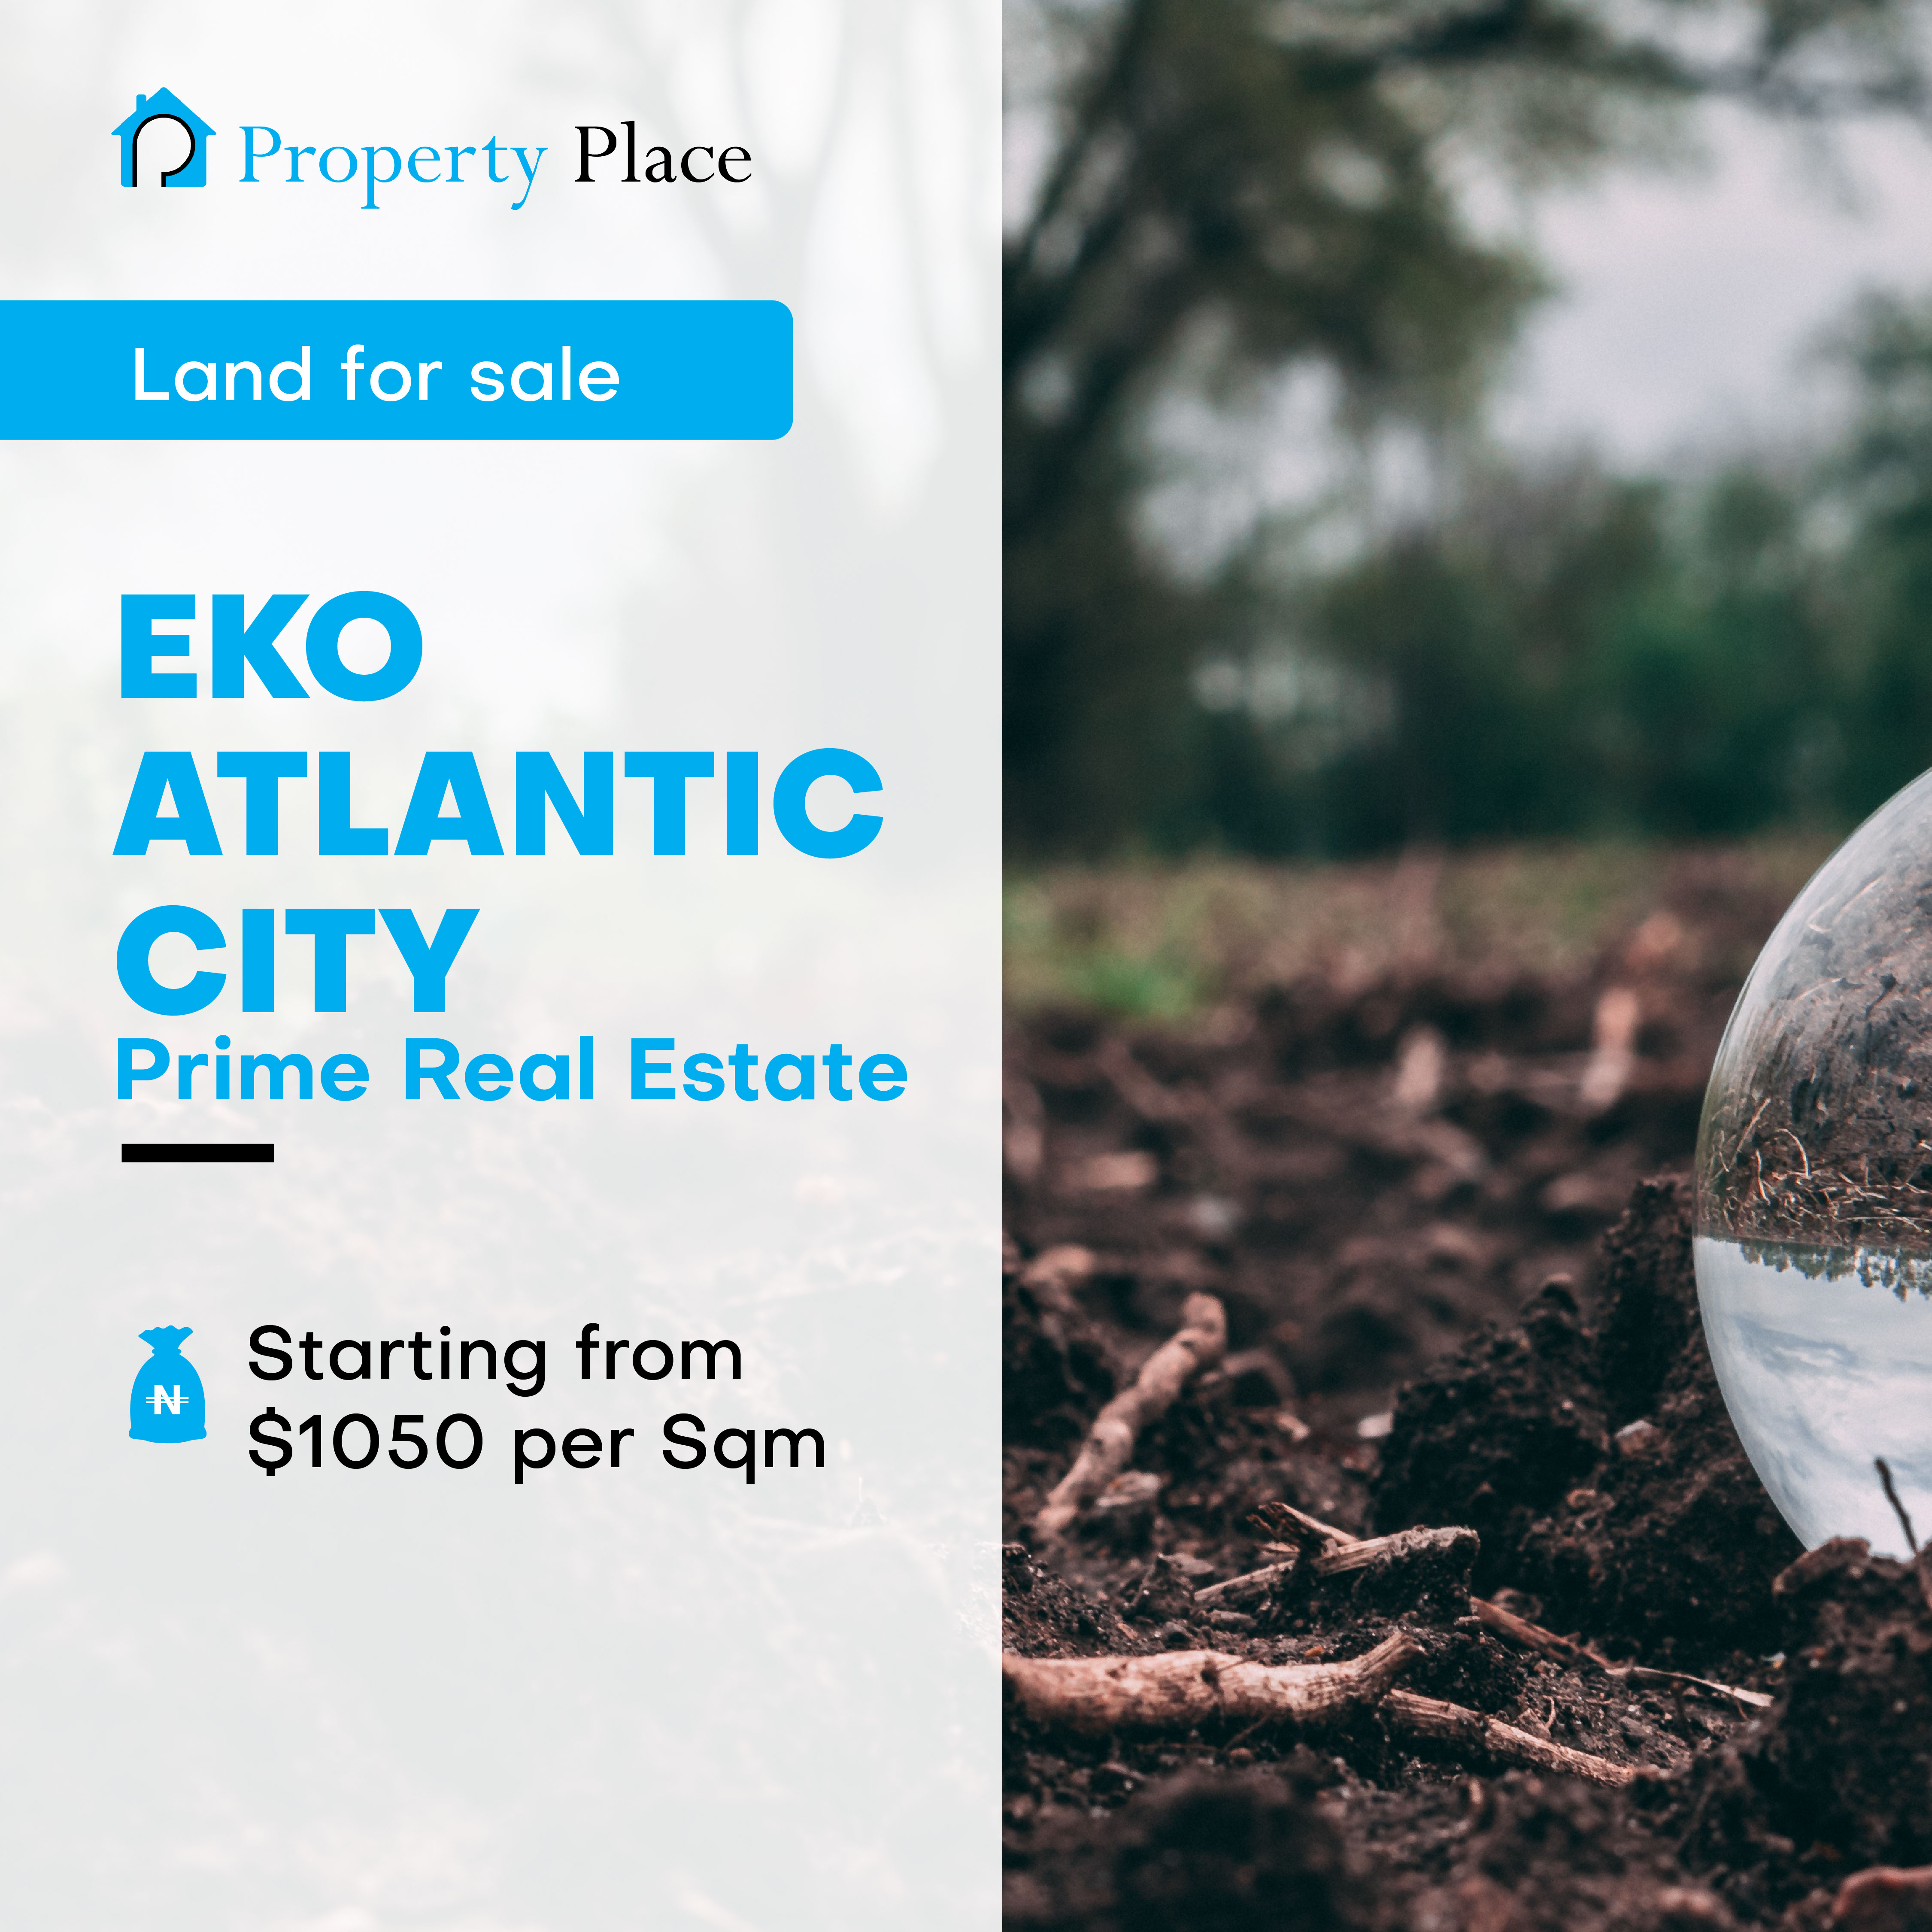 Property Place
Land for sale
EKO
ATLANTIC
CITY
Prime Real Estate
₦
Starting from
$1050 per Sqm